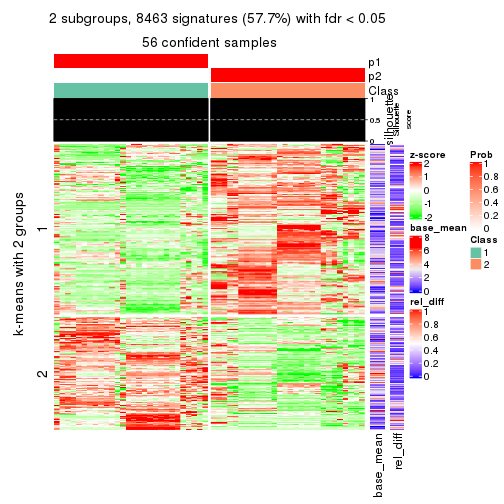 2 subgroups, 8463 signatures (57.7%) with fdr < 0.05
56 confident samples
p1
p2
Class
1
0.5
0
silhouette
Silhouette
score
k-means with 2 groups
1
2
base_mean
rel_diff
z-score
2
1
0
-1
-2
base_mean
8
6
4
2
0
rel_diff
1
0.8
0.6
0.4
0.2
0
Prob
1
0.8
0.6
0.4
0.2
0
Class
1
2